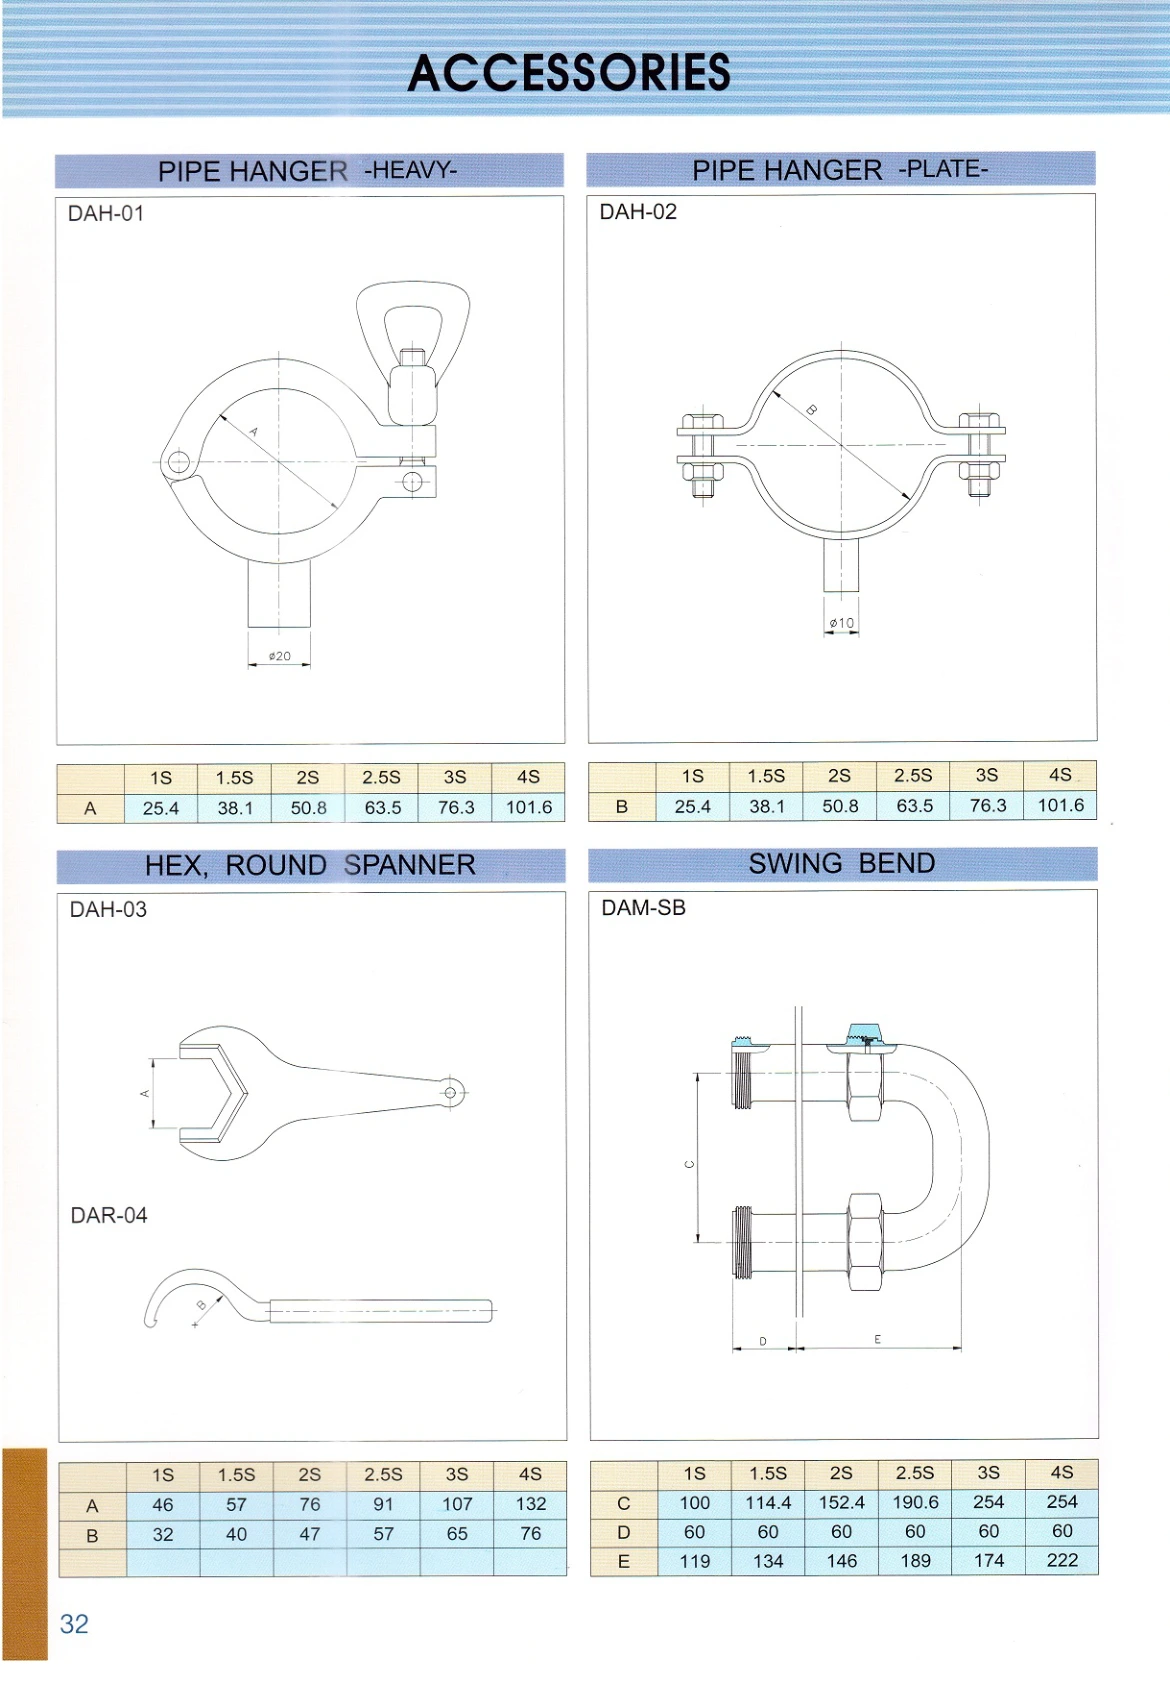 ACCESSORIES
PIPE HANGER -HEAVY-
DAH-01
A
ø20
1S 1.5S 2S 2.5S 3S 4S
A 25.4 38.1 50.8 63.5 76.3 101.6
PIPE HANGER -PLATE-
DAH-02
B
ø10
1S 1.5S 2S 2.5S 3S 4S
B 25.4 38.1 50.8 63.5 76.3 101.6
HEX, ROUND SPANNER
DAH-03
A
DAR-04
B
1S 1.5S 2S 2.5S 3S 4S
A 46 57 76 91 107 132
B 32 40 47 57 65 76
SWING BEND
DAM-SB
C
D E
1S 1.5S 2S 2.5S 3S 4S
C 100 114.4 152.4 190.6 254 254
D 60 60 60 60 60 60
E 119 134 146 189 174 222
32